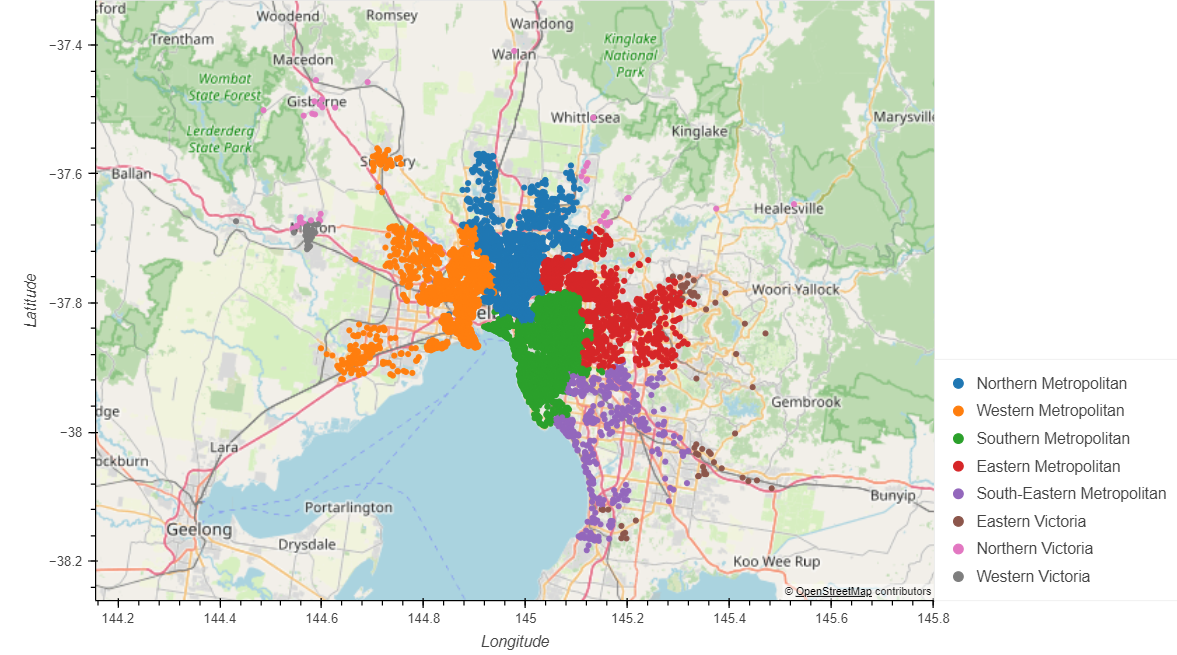 Woodend
Romsey
Wandong
Trentham
Kinglake
National
Park
−37.4
Macedon
Wallan
Wombat
State Forest
Gisborne
Whittlesea
Marysville
Lerderderg
State Park
Kinglake
−37.6
Ballan
Healesville
Woori Yallock
−37.8
Latitude
Gembrook
Northern Metropolitan
Western Metropolitan
−38
Southern Metropolitan
Lara
Eastern Metropolitan
South-Eastern Metropolitan
Bunyip
Portarlington
Eastern Victoria
Geelong
Drysdale
Northern Victoria
−38.2
Koo Wee Rup
Western Victoria
© OpenStreetMap contributors
144.2
144.4
144.6
144.8
145
145.2
145.4
145.6
145.8
Longitude